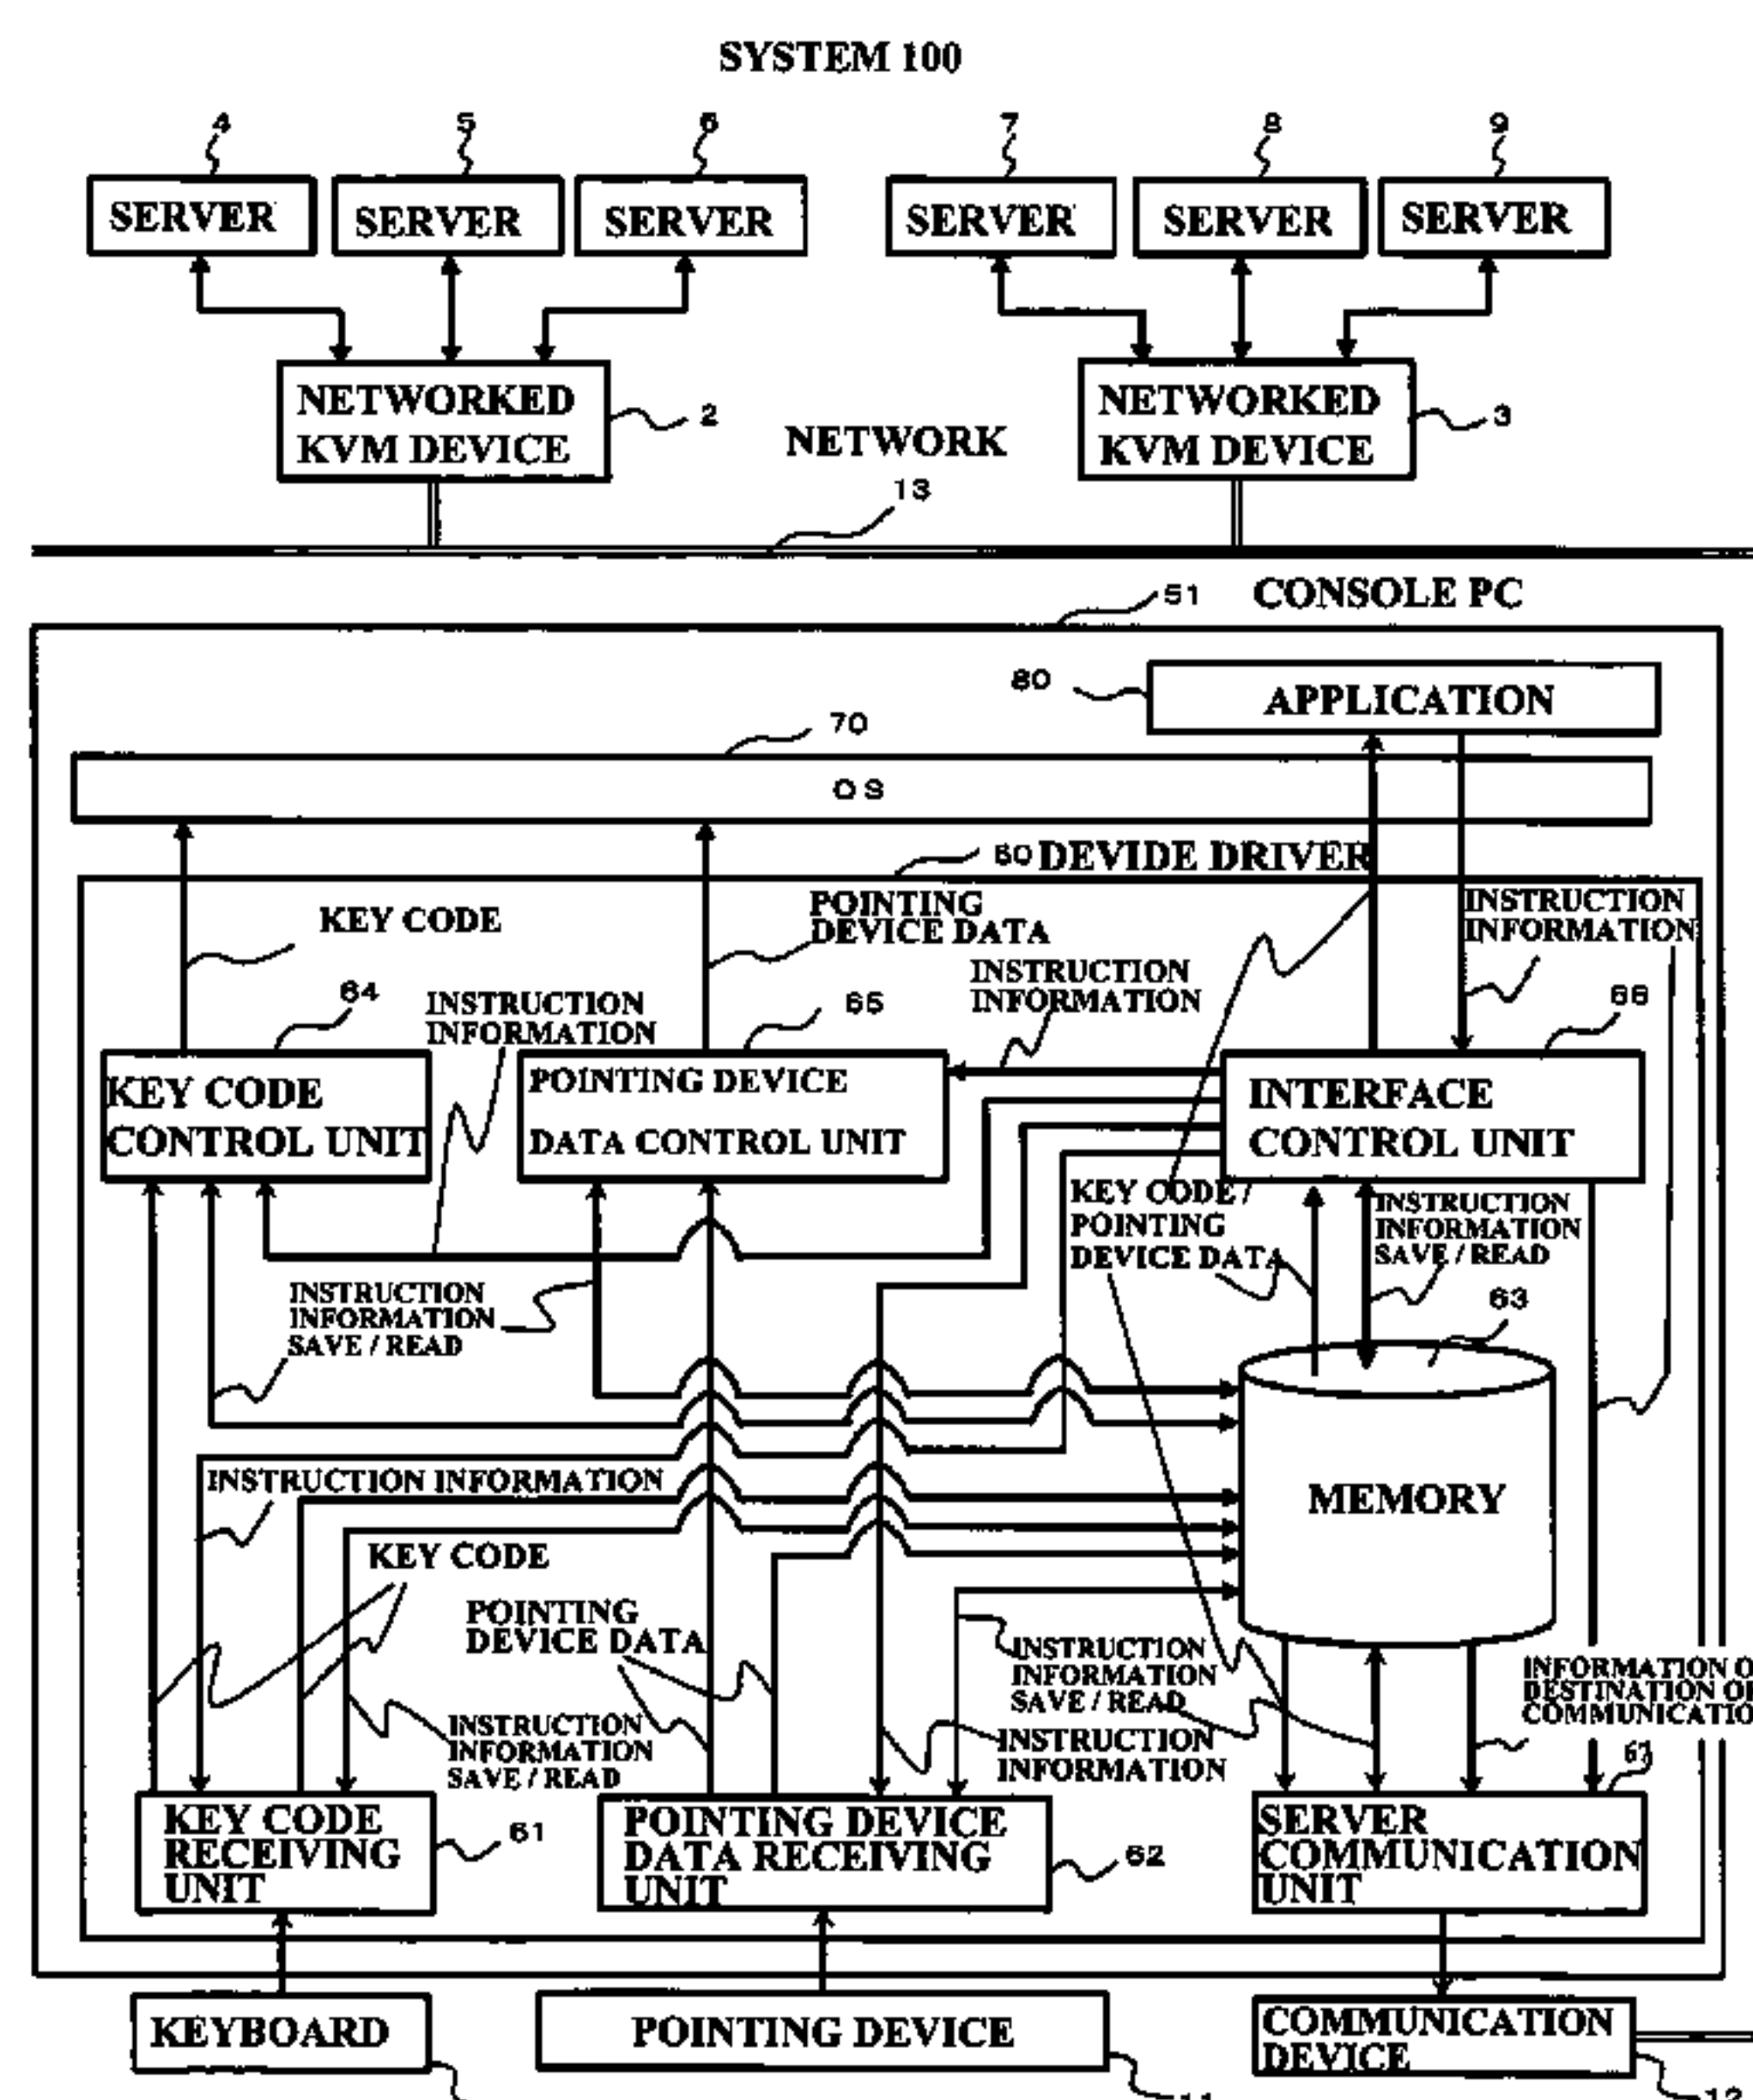 SYSTEM 100
4
5
6
7
8
9
SERVER
SERVER
SERVER
SERVER
SERVER
SERVER
NETWORKED
KVM DEVICE
2
NETWORK
13
NETWORKED
KVM DEVICE
3
51
CONSOLE PC
80
APPLICATION
70
OS
60 DEVIDE DRIVER
KEY CODE
POINTING
DEVICE DATA
INSTRUCTION
INFORMATION
64
INSTRUCTION
INFORMATION
65
INSTRUCTION
INFORMATION
66
KEY CODE
CONTROL UNIT
POINTING DEVICE
DATA CONTROL UNIT
INTERFACE
CONTROL UNIT
KEY CODE /
POINTING
DEVICE DATA
INSTRUCTION
INFORMATION
SAVE / READ
INSTRUCTION
INFORMATION
SAVE / READ
63
MEMORY
INSTRUCTION INFORMATION
KEY CODE
POINTING
DEVICE DATA
INSTRUCTION
INFORMATION
SAVE / READ
INSTRUCTION
INFORMATION
SAVE / READ
INSTRUCTION
INFORMATION
INFORMATION O
DESTINATION OF
COMMUNICATIO
KEY CODE
RECEIVING
UNIT
61
POINTING DEVICE
DATA RECEIVING
UNIT
62
SERVER
COMMUNICATION
UNIT
KEYBOARD
POINTING DEVICE
COMMUNICATION
DEVICE
12